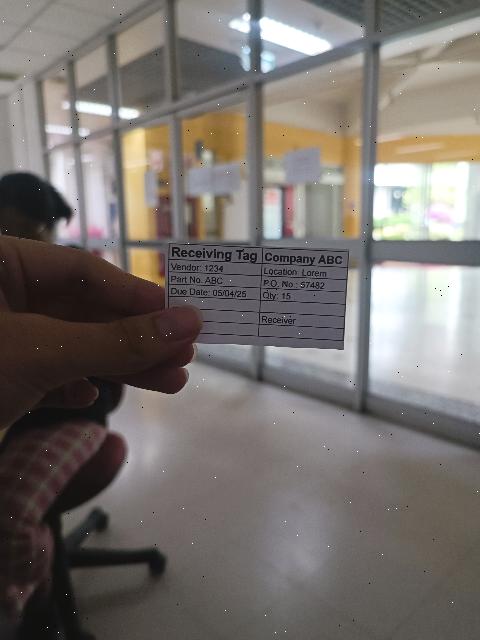 Receiving Tag Company ABC
Vendor: 1234 Location: Lorem
Part No. ABC P.O. No.: 57482
Due Date: 05/04/25 Qty: 15
Receiver